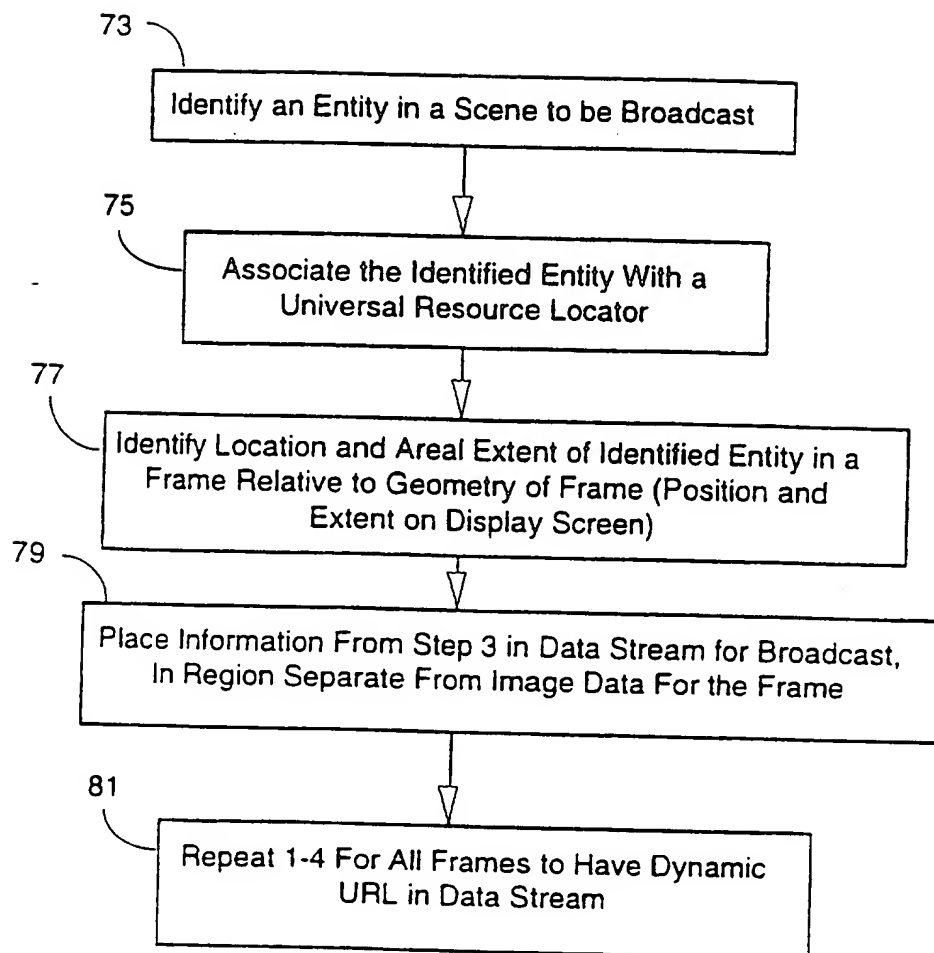 73
Identify an Entity in a Scene to be Broadcast
75
Associate the Identified Entity With a
Universal Resource Locator
77
Identify Location and Areal Extent of Identified Entity in a
Frame Relative to Geometry of Frame (Position and
Extent on Display Screen)
79
Place Information From Step 3 in Data Stream for Broadcast,
In Region Separate From Image Data For the Frame
81
Repeat 1-4 For All Frames to Have Dynamic
URL in Data Stream